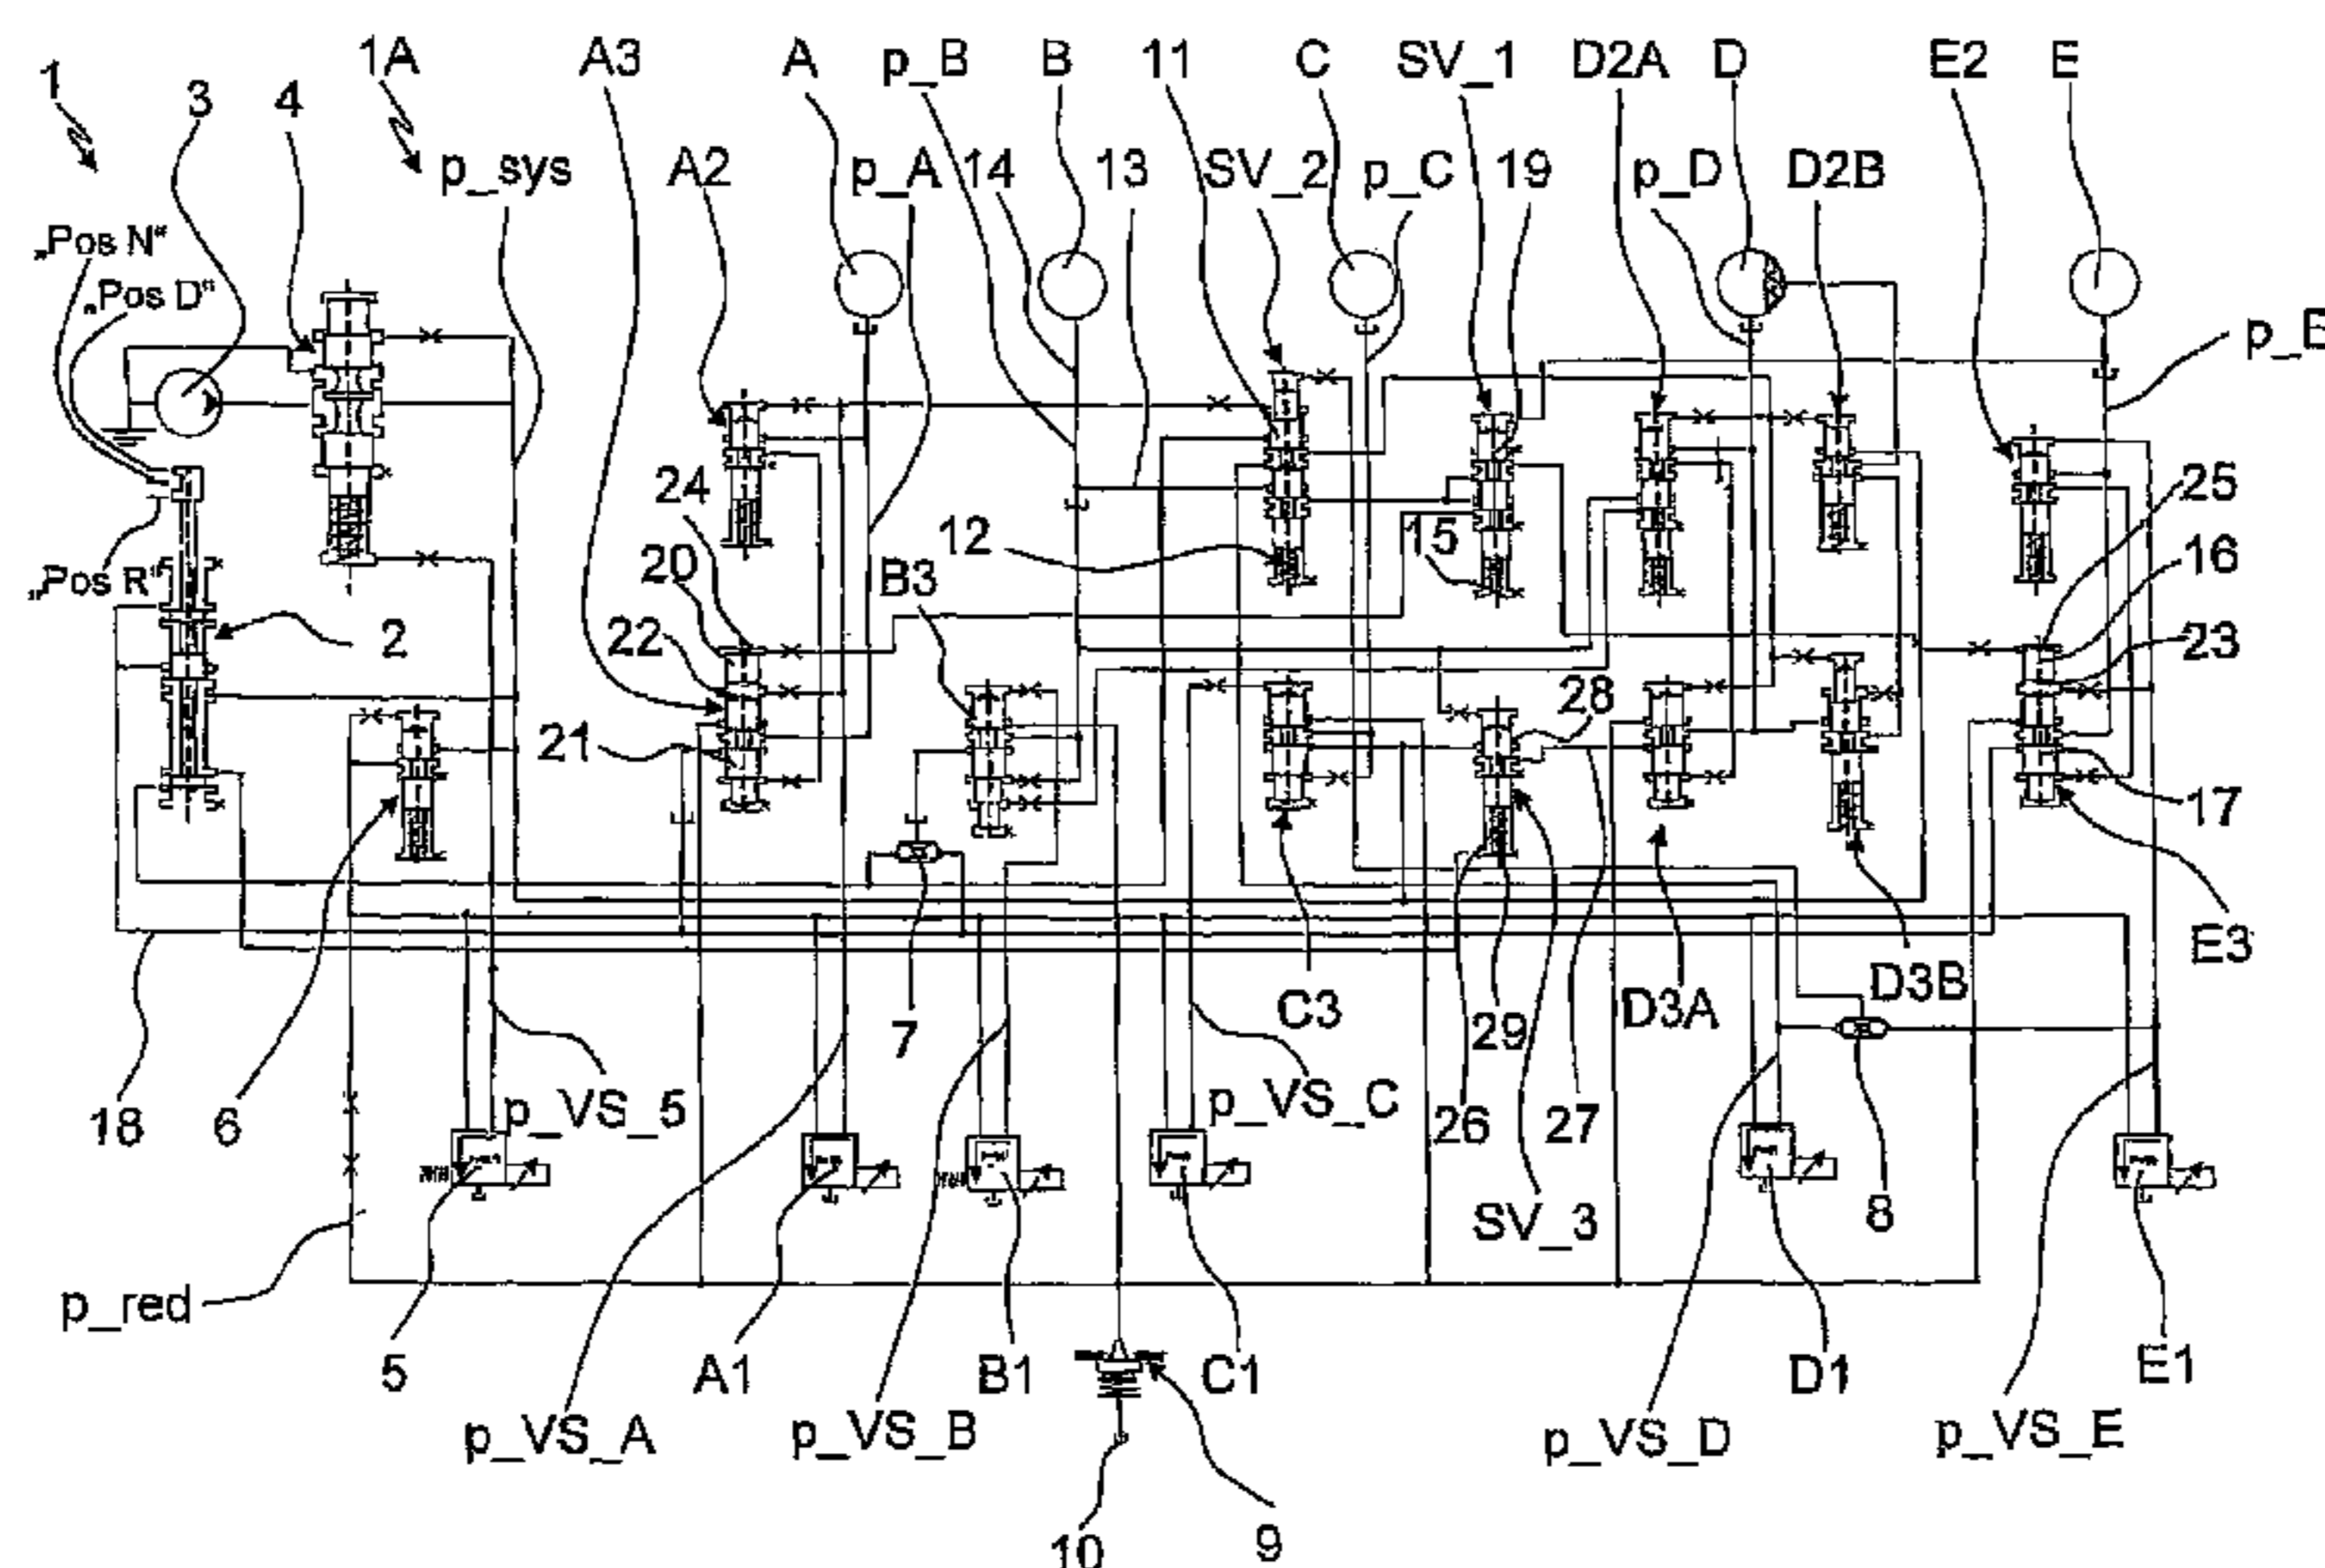 1
3
4
1A
A3
A
p_B
B
11
C
SV_1
D2A
D
E2
E
p_sys
A2
p_A
14
13
SV_2
p_C
19
p_D
D2B
„Pos N“
„Pos D“
p_E
„Pos R“
24
12
15
25
20
B3
16
2
22
23
21
28
17
18
6
p_VS_5
7
C3
p_VS_C
26
29
27
D3A
D3B
E3
SV_3
8
p_red
5
A1
B1
C1
D1
E1
p_VS_A
p_VS_B
p_VS_D
p_VS_E
10
9